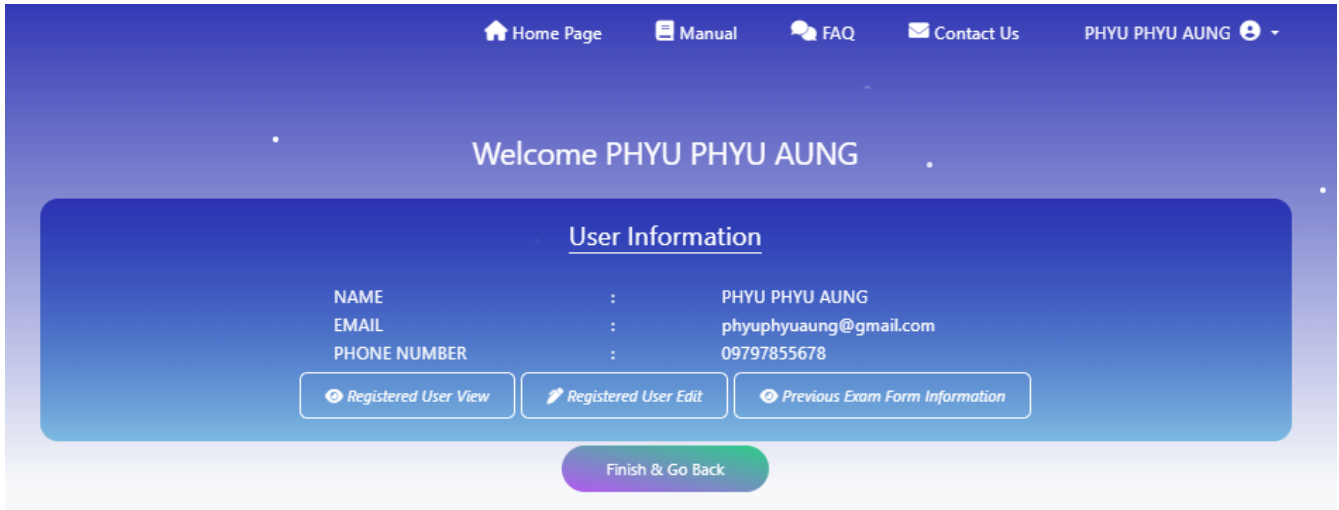 Home Page Manual FAQ Contact Us PHYU PHYU AUNG
Welcome PHYU PHYU AUNG
User Information
NAME : PHYU PHYU AUNG
EMAIL : phyuphyuaung@gmail.com
PHONE NUMBER : 09797855678
Registered User View Registered User Edit Previous Exam Form Information
Finish & Go Back